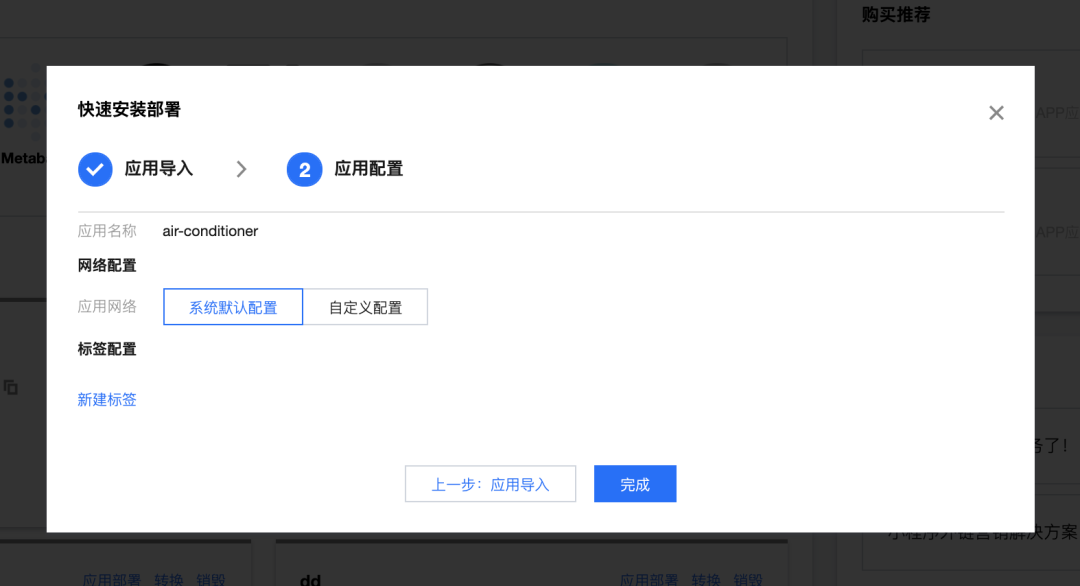 购买推荐
快速安装部署
APP应
Metab
应用导入
2 应用配置
应用名称 air-conditioner
APP应
网络配置
应用网络 系统默认配置 自定义配置
标签配置
新建标签
务了！
上一步：应用导入 完成
小程序外链营销解决方案
应用部署 转换 销毁 dd 应用部署 转换 销毁